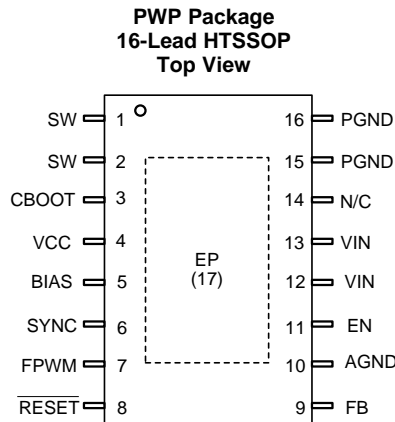 PWP Package
16-Lead HTSSOP
Top View
SW 1 16 PGND
SW 2 15 PGND
CBOOT 3 14 N/C
VCC 4 13 VIN
BIAS 5 12 VIN
SYNC 6 11 EN
FPWM 7 10 AGND
RESET 8 9 FB
EP
(17)